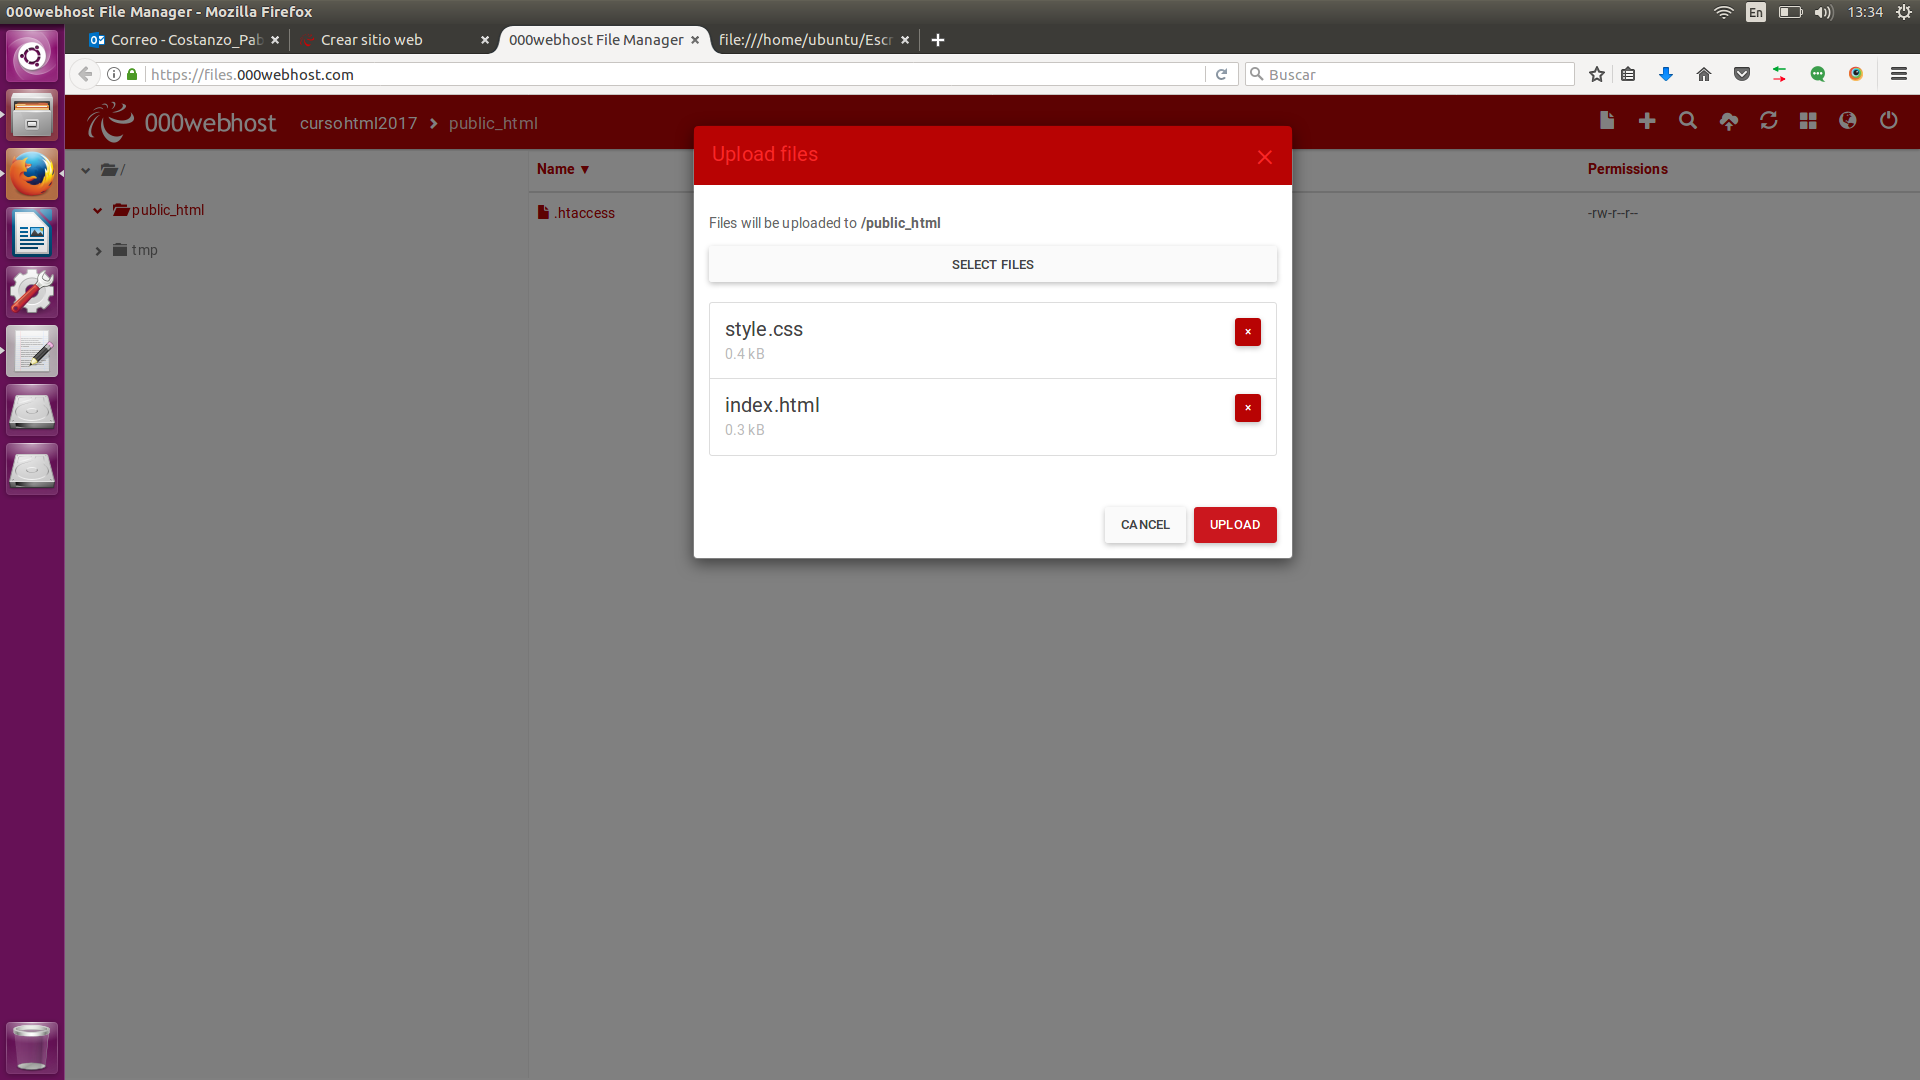 000webhost File Manager - Mozilla Firefox
En
13:34
Correo - Costanzo_Pab
Crear sitio web
000webhost File Manager
file:///home/ubuntu/Escr
https://files.000webhost.com
Buscar
000webhost
cursohtml2017
public_html
Upload files
/
Name
Permissions
public_html
.htaccess
-rw-r--r--
Files will be uploaded to /public_html
tmp
SELECT FILES
style.css
0.4 kB
index.html
0.3 kB
CANCEL
UPLOAD